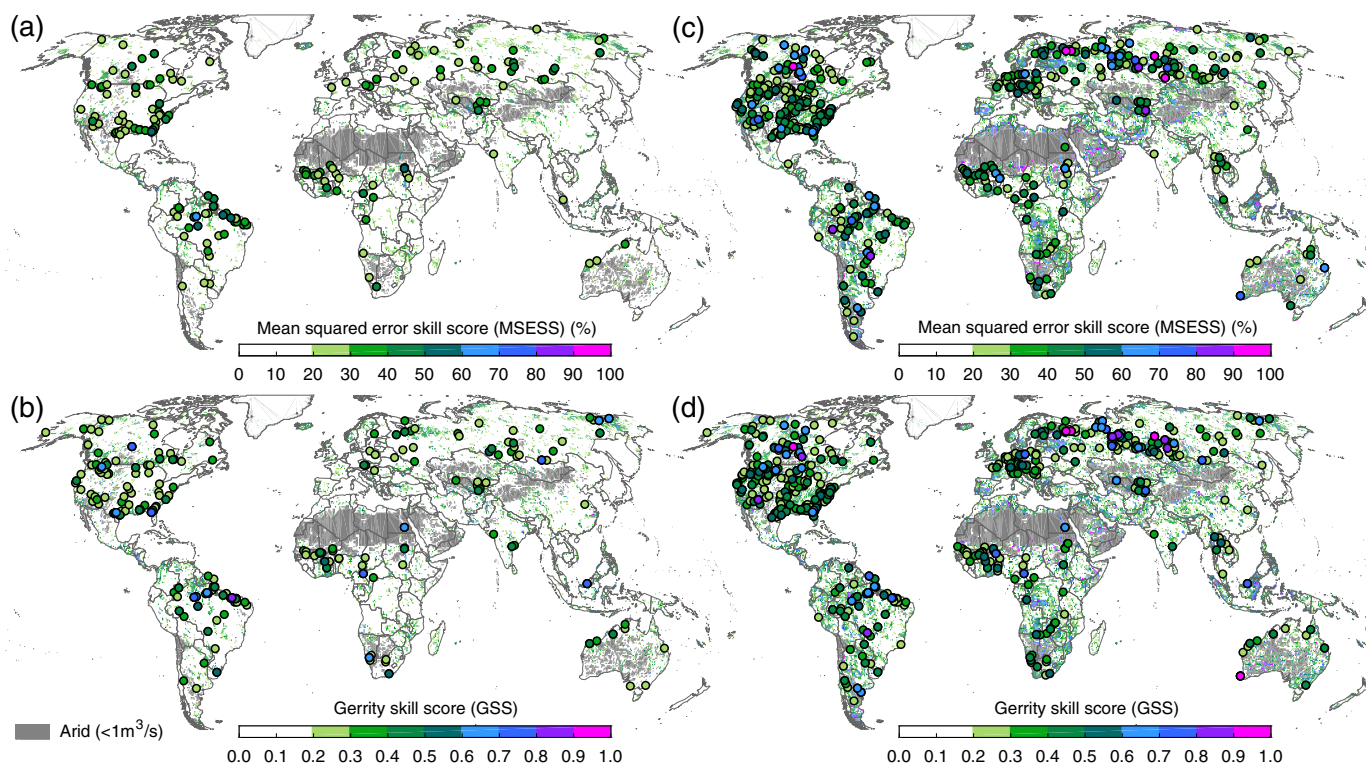 (a)
Mean squared error skill score (MSESS) (%)
0 10 20 30 40 50 60 70 80 90 100
(c)
Mean squared error skill score (MSESS) (%)
0 10 20 30 40 50 60 70 80 90 100
(b)
Gerrity skill score (GSS)
0.0 0.1 0.2 0.3 0.4 0.5 0.6 0.7 0.8 0.9 1.0
Arid (<1m³/s)
(d)
Gerrity skill score (GSS)
0.0 0.1 0.2 0.3 0.4 0.5 0.6 0.7 0.8 0.9 1.0